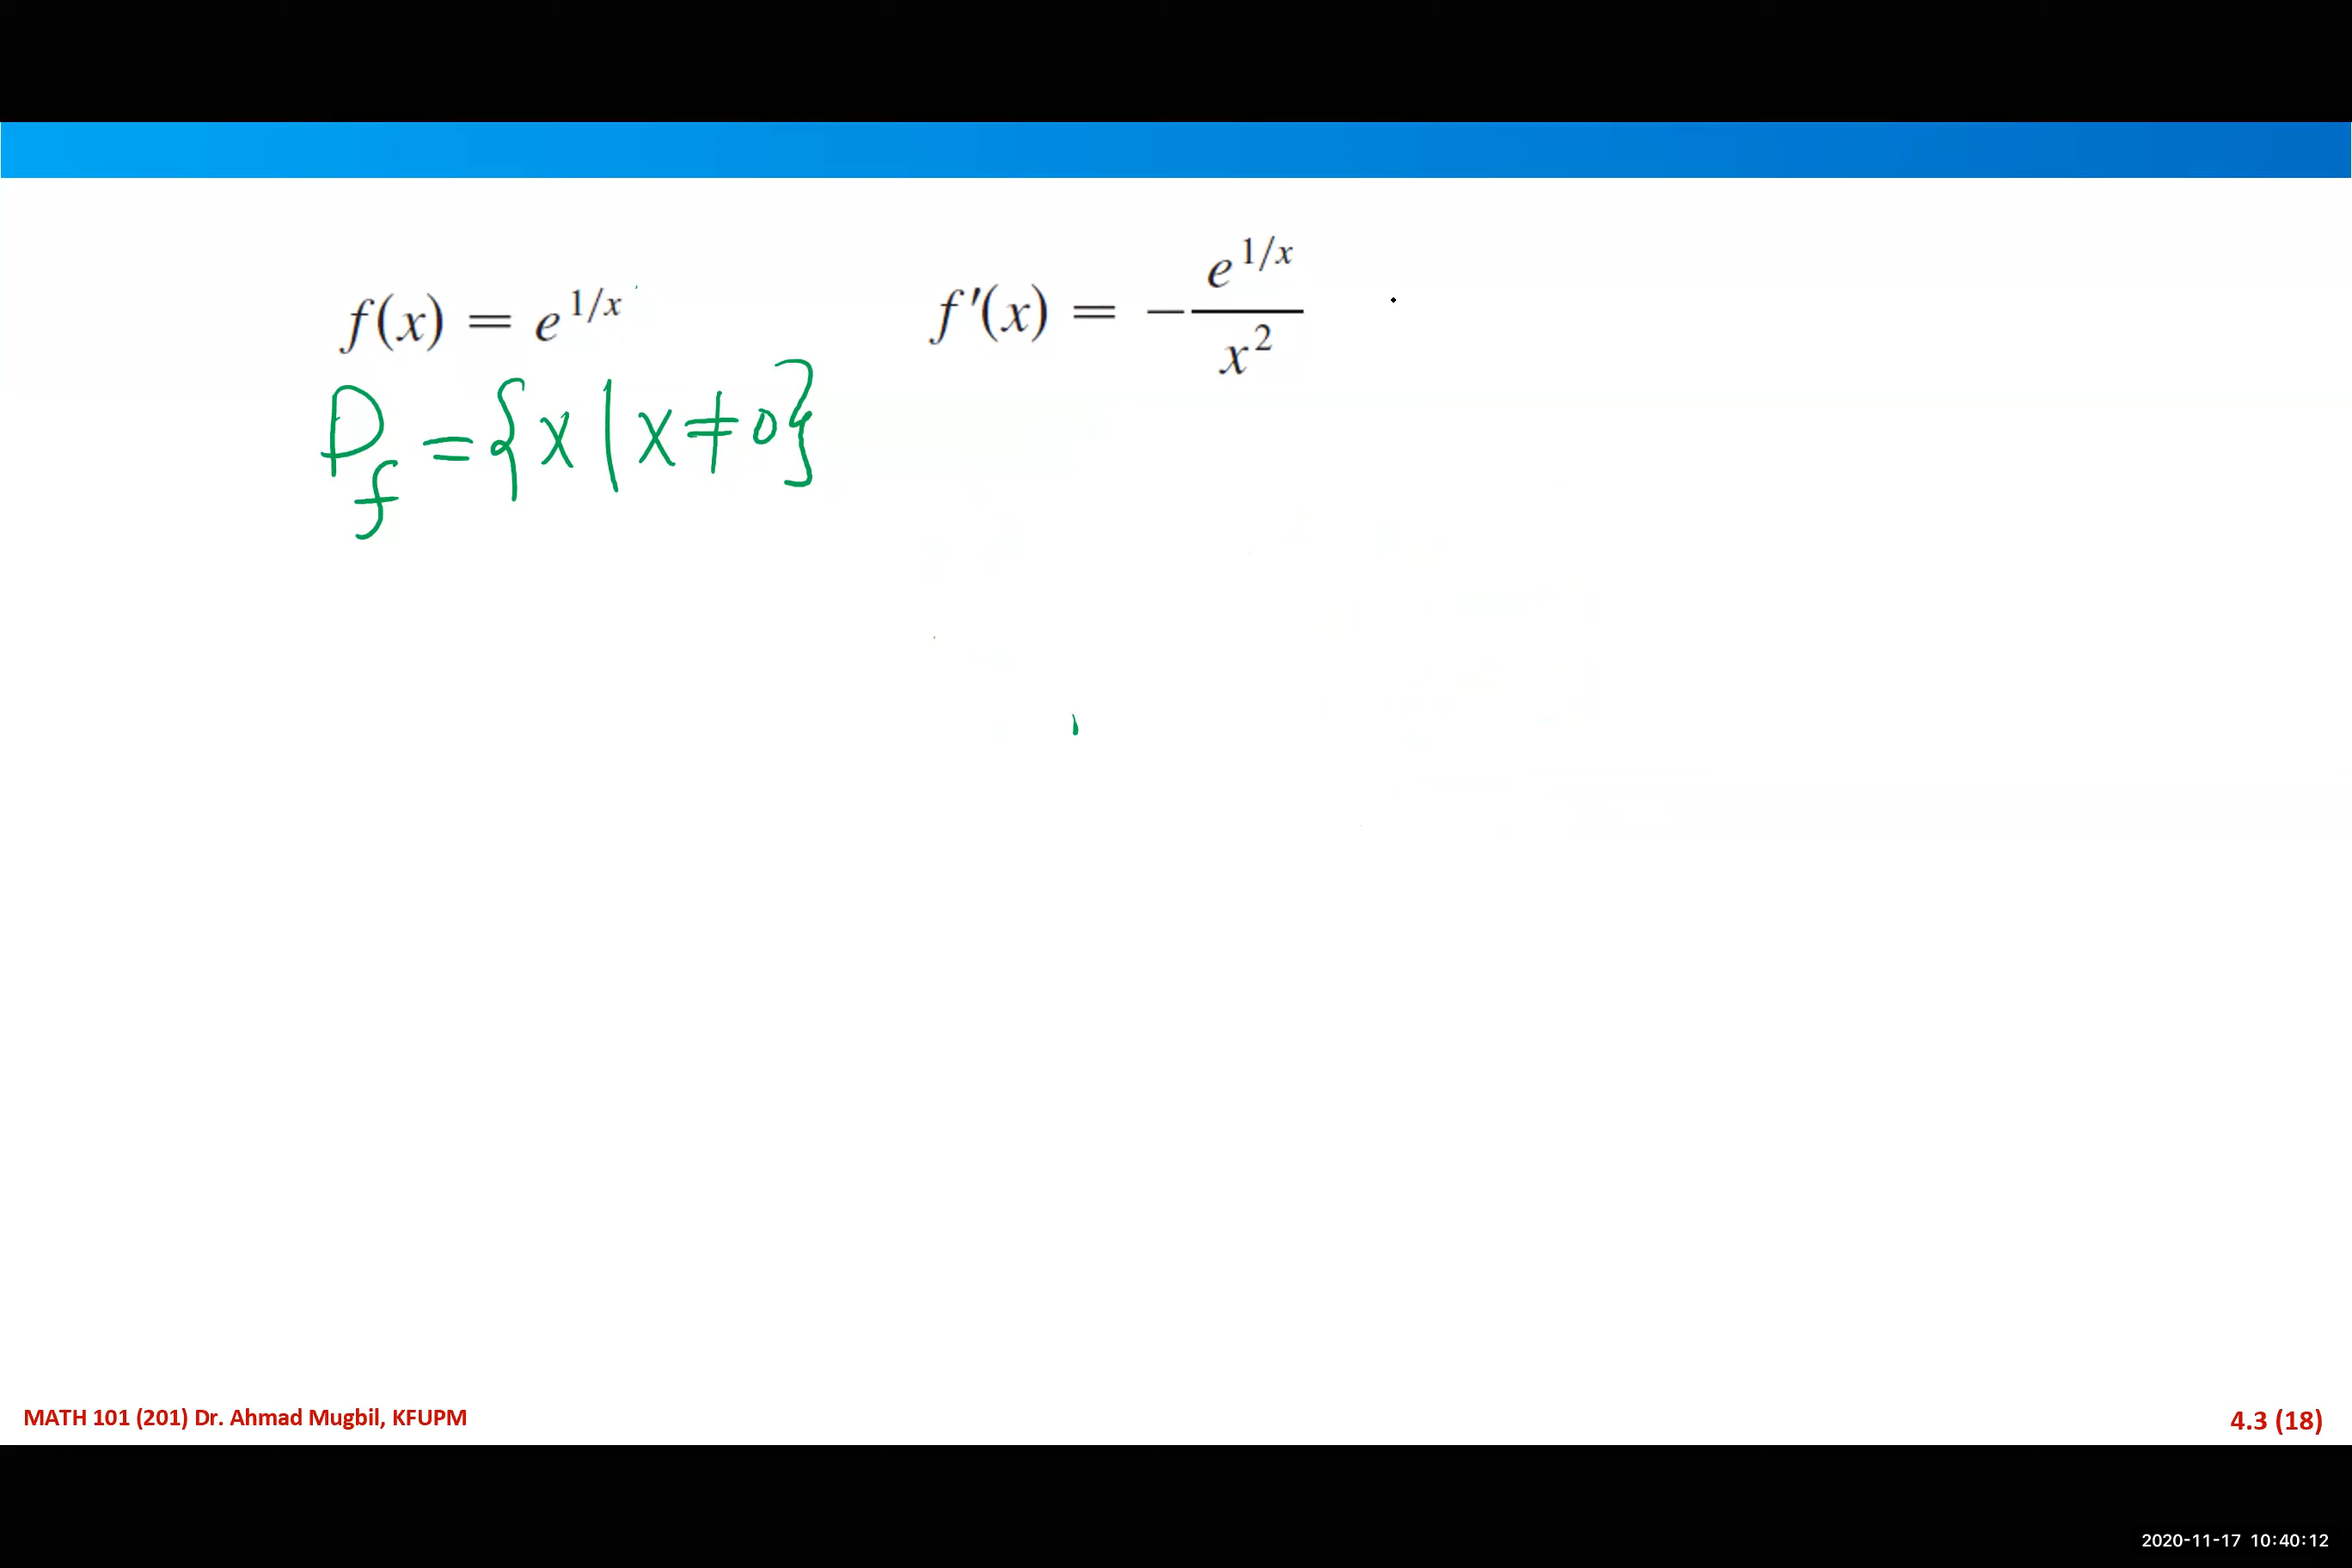 f(x) = e^{1/x}
f'(x) = -\frac{e^{1/x}}{x^2}
D_f = {x | x ≠ 0}
MATH 101 (201) Dr. Ahmad Mugbil, KFUPM
4.3 (18)
2020-11-17 10:40:12